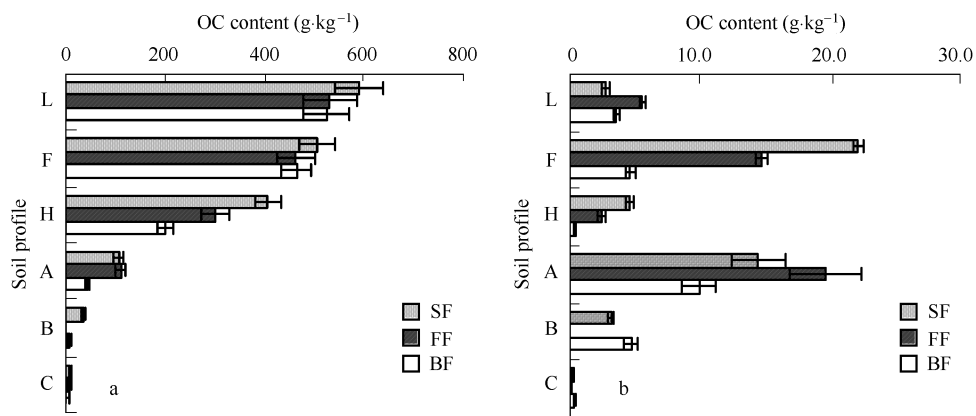 OC content (g·kg⁻¹)
0 200 400 600 800
Soil profile
L
F
H
A
B
C
SF
FF
BF
a
OC content (g·kg⁻¹)
0 10.0 20.0 30.0
Soil profile
L
F
H
A
B
C
SF
FF
BF
b